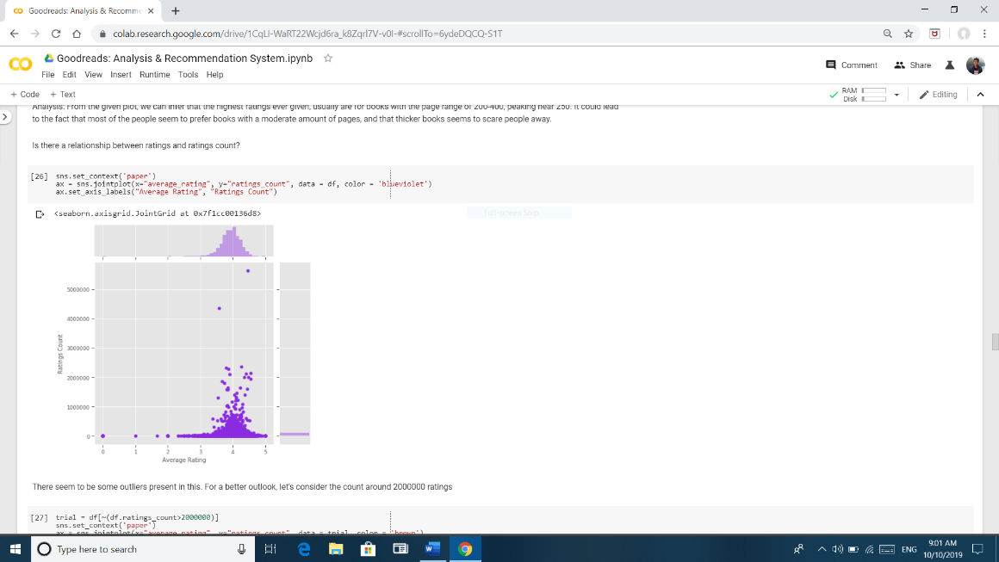 Goodreads: Analysis & Recomme
colab.research.google.com/drive/1CqLI-WaRT22Wcjd6ra_k8Zqrl7V-v0I-#scrollTo=6ydeDQCQ-S1T
Goodreads: Analysis & Recommendation System.ipynb
File Edit View Insert Runtime Tools Help
Comment Share
+ Code + Text
RAM
Disk
Editing
Analysis: From the given plot, we can infer that the highest ratings ever given, usually are for books with the page range of 200-400, peaking near 250. It could lead
to the fact that most of the people seem to prefer books with a moderate amount of pages, and that thicker books seems to scare people away.
Is there a relationship between ratings and ratings count?
[26] sns.set_context('paper')
ax = sns.jointplot(x="average_rating", y="ratings_count", data = df, color = 'blueviolet')
ax.set_axis_labels("Average Rating", "Ratings Count")
<seaborn.axisgrid.JointGrid at 0x7f1cc00136d8>
Full-screen Snip
5000000
4000000
3000000
2000000
1000000
0
Ratings Count
0 1 2 3 4 5
Average Rating
There seem to be some outliers present in this. For a better outlook, let's consider the count around 2000000 ratings
[27] trial = df[~(df.ratings_count>2000000)]
sns.set_context('paper')
ax = sns.jointplot(x="average_rating", y="ratings_count", data = trial, color = 'brown')
Type here to search
ENG
9:01 AM
10/10/2019